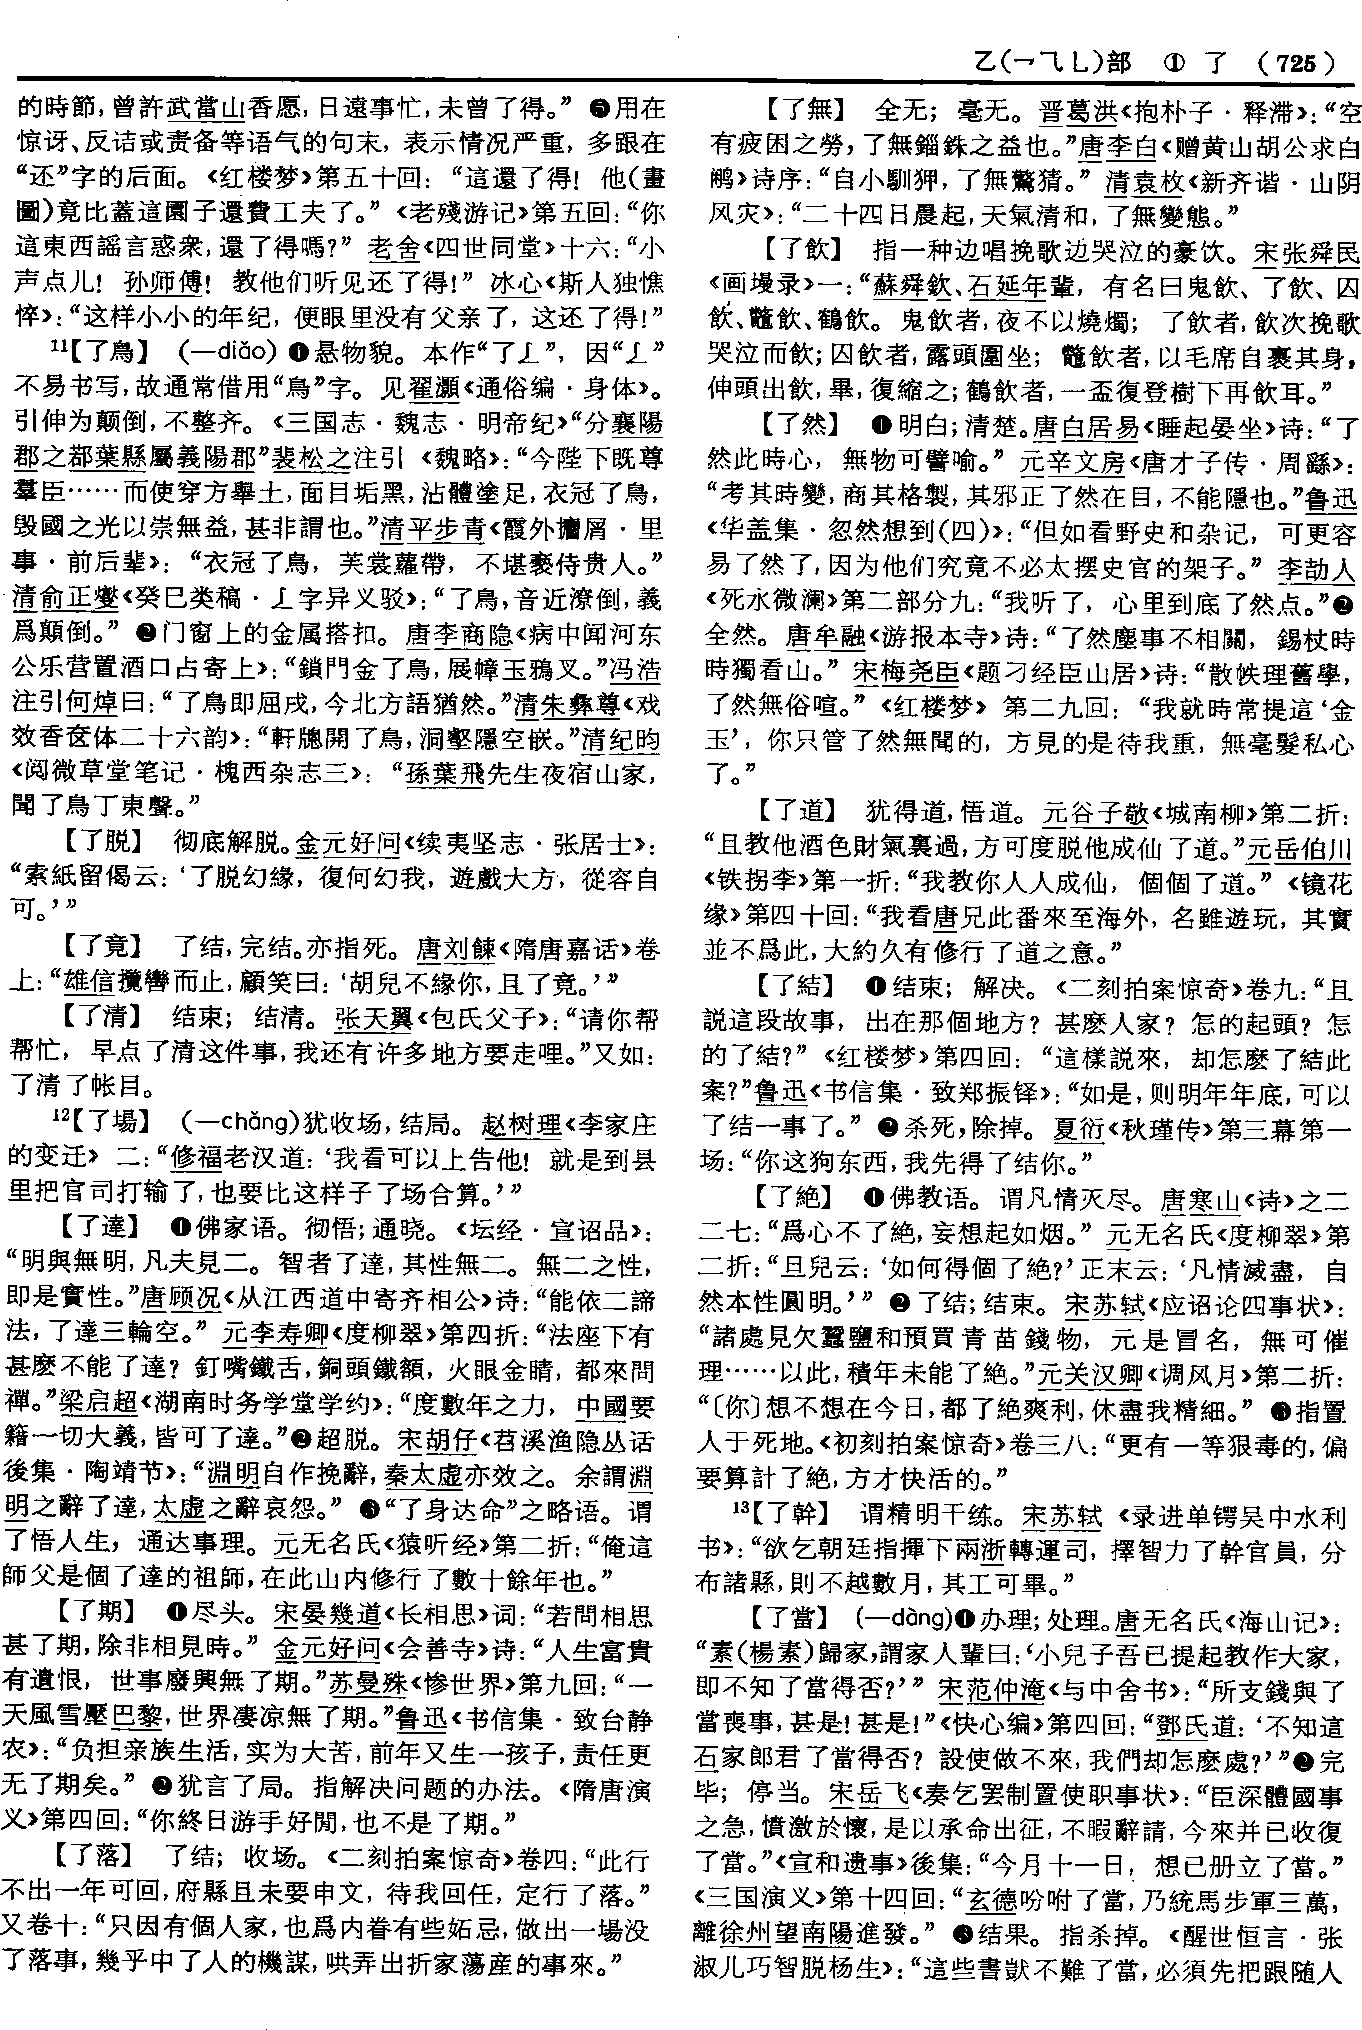 乙(乛⺄乚)部 ① 了 (725)
的時節,曾許武當山香愿,日遠事忙,未曾了得。” ❺用在
惊讶、反诘或责备等语气的句末,表示情况严重,多跟在
“还”字的后面。《红楼梦》第五十回:“這還了得!他(畫
圖)竟比蓋這園子還費工夫了。”《老殘游记》第五回:“你
這東西謡言惑衆,還了得嗎?” 老舍《四世同堂》十六:“小
声点儿!孙师傅!教他们听见还了得!” 冰心《斯人独憔
悴》:“这样小小的年纪,便眼里没有父亲了,这还了得!”
11【了鳥】 (—diǎo) ❶悬物貌。本作“了𠄏”,因“𠄏”
不易书写,故通常借用“鳥”字。见翟灏《通俗编·身体》。
引伸为颠倒,不整齐。《三国志·魏志·明帝纪》“分襄陽
郡之鄀葉縣屬義陽郡”裴松之注引《魏略》:“今陛下既尊
羣臣……而使穿方舉土,面目垢黑,沾體塗足,衣冠了鳥,
毁國之光以崇無益,甚非謂也。”清平步青《霞外攟屑·里
事·前后辈》:“衣冠了鳥,芙裳蘿帶,不堪褻侍贵人。”
清俞正燮《癸巳类稿·𠄏字异义驳》:“了鳥,音近潦倒,義
爲顛倒。” ❷门窗上的金属搭扣。唐李商隐《病中闻河东
公乐营置酒口占寄上》:“鎖門金了鳥,展幛玉鴉叉。”冯浩
注引何焯曰:“了鳥即屈戌,今北方語猶然。”清朱彝尊《戏
效香奁体二十六韵》:“軒牕開了鳥,洞壑隱空嵌。”清纪昀
《阅微草堂笔记·槐西杂志三》:“孫葉飛先生夜宿山家,
聞了鳥丁東聲。”
【了脱】 彻底解脱。金元好问《续夷坚志·张居士》:
“索紙留偈云:‘了脱幻緣,復何幻我,遊戲大方,從容自
可。’”
【了竟】 了结,完结。亦指死。唐刘餗《隋唐嘉话》卷
上:“雄信攬轡而止,顧笑曰:‘胡兒不緣你,且了竟。’”
【了清】 结束;结清。张天翼《包氏父子》:“请你帮
帮忙,早点了清这件事,我还有许多地方要走哩。”又如:
了清了帐目。
12【了場】 (—chǎng)犹收场,结局。赵树理《李家庄
的变迁》二:“修福老汉道:‘我看可以上告他!就是到县
里把官司打输了,也要比这样子了场合算。’”
【了達】 ❶佛家语。彻悟;通晓。《坛经·宣诏品》:
“明與無明,凡夫見二。智者了達,其性無二。無二之性,
即是實性。”唐顾况《从江西道中寄齐相公》诗:“能依二諦
法,了達三輪空。” 元李寿卿《度柳翠》第四折:“法座下有
甚麽不能了達?釘嘴鐵舌,銅頭鐵額,火眼金睛,都來問
禪。”梁启超《湖南时务学堂学约》:“度數年之力,中國要
籍一切大義,皆可了達。”❷超脱。宋胡仔《苕溪渔隐丛话
後集·陶靖节》:“淵明自作挽辭,秦太虚亦效之。余謂淵
明之辭了達,太虚之辭哀怨。” ❸“了身达命”之略语。谓
了悟人生,通达事理。元无名氏《猿听经》第二折:“俺這
師父是個了達的祖師,在此山内修行了數十餘年也。”
【了期】 ❶尽头。宋晏幾道《长相思》词:“若問相思
甚了期,除非相見時。” 金元好问《会善寺》诗:“人生富貴
有遺恨,世事廢興無了期。”苏曼殊《惨世界》第九回:“一
天風雪壓巴黎,世界凄凉無了期。”鲁迅《书信集·致台静
农》:“负担亲族生活,实为大苦,前年又生一孩子,责任更
无了期矣。” ❷犹言了局。指解决问题的办法。《隋唐演
义》第四回:“你終日游手好閒,也不是了期。”
【了落】 了结;收场。《二刻拍案惊奇》卷四:“此行
不出一年可回,府縣且未要申文,待我回任,定行了落。”
又卷十:“只因有個人家,也爲内眷有些妬忌,做出一場没
了落事,幾乎中了人的機謀,哄弄出折家蕩産的事來。”
【了無】 全无;毫无。晋葛洪《抱朴子·释滞》:“空
有疲困之勞,了無錙銖之益也。”唐李白《赠黄山胡公求白
鹇》诗序:“自小馴狎,了無驚猜。” 清袁枚《新齐谐·山阴
风灾》:“二十四日晨起,天氣清和,了無變態。”
【了飲】 指一种边唱挽歌边哭泣的豪饮。宋张舜民
《画墁录》一:“蘇舜欽、石延年輩,有名曰鬼飲、了飲、囚
飲、鼈飲、鶴飲。鬼飲者,夜不以燒燭;了飲者,飲次挽歌
哭泣而飲;囚飲者,露頭圍坐;鼈飲者,以毛席自裹其身,
伸頭出飲,畢,復縮之;鶴飲者,一盃復登樹下再飲耳。”
【了然】 ❶明白;清楚。唐白居易《睡起晏坐》诗:“了
然此時心,無物可譬喻。” 元辛文房《唐才子传·周繇》:
“考其時變,商其格製,其邪正了然在目,不能隱也。”鲁迅
《华盖集·忽然想到(四)》:“但如看野史和杂记,可更容
易了然了,因为他们究竟不必太摆史官的架子。” 李劼人
《死水微澜》第二部分九:“我听了,心里到底了然点。”❷
全然。唐牟融《游报本寺》诗:“了然塵事不相關,錫杖時
時獨看山。” 宋梅尧臣《题刁经臣山居》诗:“散帙理舊學,
了然無俗喧。”《红楼梦》第二九回:“我就時常提這‘金
玉’,你只管了然無聞的,方見的是待我重,無毫髮私心
了。”
【了道】 犹得道,悟道。元谷子敬《城南柳》第二折:
“且教他酒色財氣裏過,方可度脱他成仙了道。”元岳伯川
《铁拐李》第一折:“我教你人人成仙,個個了道。”《镜花
缘》第四十回:“我看唐兄此番來至海外,名雖遊玩,其實
並不爲此,大約久有修行了道之意。”
【了結】 ❶结束;解决。《二刻拍案惊奇》卷九:“且
説這段故事,出在那個地方?甚麽人家?怎的起頭?怎
的了結?”《红楼梦》第四回:“這樣説來,却怎麽了結此
案?”鲁迅《书信集·致郑振铎》:“如是,则明年年底,可以
了结一事了。” ❷杀死,除掉。夏衍《秋瑾传》第三幕第一
场:“你这狗东西,我先得了结你。”
【了絶】 ❶佛教语。谓凡情灭尽。唐寒山《诗》之二
二七:“爲心不了絶,妄想起如烟。” 元无名氏《度柳翠》第
二折:“旦兒云:‘如何得個了絶?’正末云:‘凡情滅盡,自
然本性圓明。’” ❷了结;结束。宋苏轼《应诏论四事状》:
“諸處見欠蠶鹽和預買青苗錢物,元是冒名,無可催
理……以此,積年未能了絶。”元关汉卿《调风月》第二折:
“〔你〕想不想在今日,都了絶爽利,休盡我精細。” ❸指置
人于死地。《初刻拍案惊奇》卷三八:“更有一等狠毒的,偏
要算計了絶,方才快活的。”
13【了幹】 谓精明干练。宋苏轼《录进单锷吴中水利
书》:“欲乞朝廷指揮下兩浙轉運司,擇智力了幹官員,分
布諸縣,則不越數月,其工可畢。”
【了當】 (—dàng)❶办理;处理。唐无名氏《海山记》:
“素(楊素)歸家,謂家人輩曰:‘小兒子吾已提起教作大家,
即不知了當得否?’” 宋范仲淹《与中舍书》:“所支錢與了
當喪事,甚是!甚是!”《快心编》第四回:“鄧氏道:‘不知這
石家郎君了當得否?設使做不來,我們却怎麽處?’”❷完
毕;停当。宋岳飞《奏乞罢制置使职事状》:“臣深體國事
之急,憤激於懷,是以承命出征,不暇辭請,今來并已收復
了當。”《宣和遗事》後集:“今月十一日,想已册立了當。”
《三国演义》第十四回:“玄德吩咐了當,乃統馬步軍三萬,
離徐州望南陽進發。” ❸结果。指杀掉。《醒世恒言·张
淑儿巧智脱杨生》:“這些書獃不難了當,必須先把跟随人